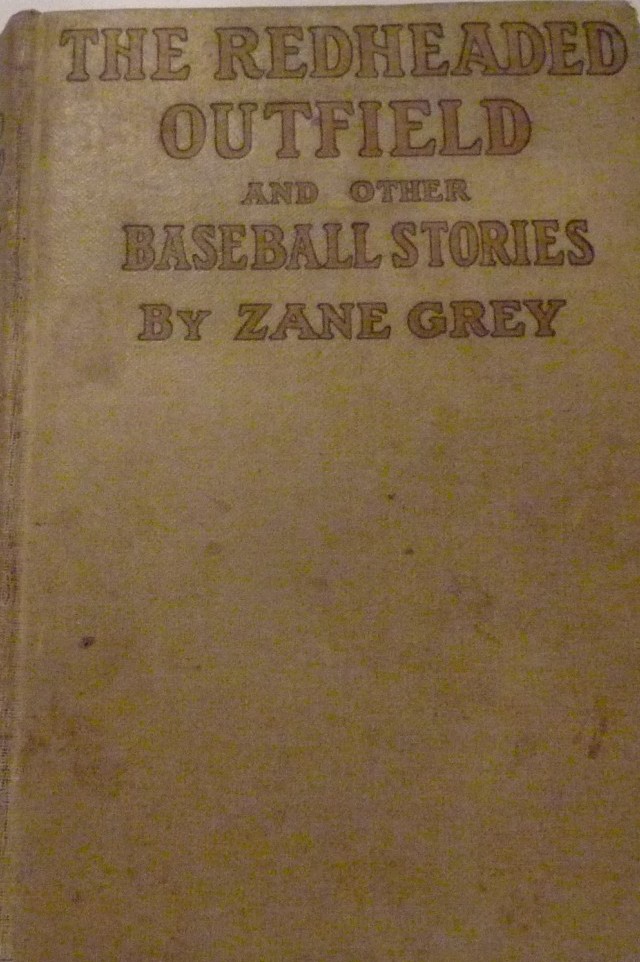 THE REDHEADED
OUTFIELD
AND OTHER
BASEBALL STORIES
BY ZANE GREY